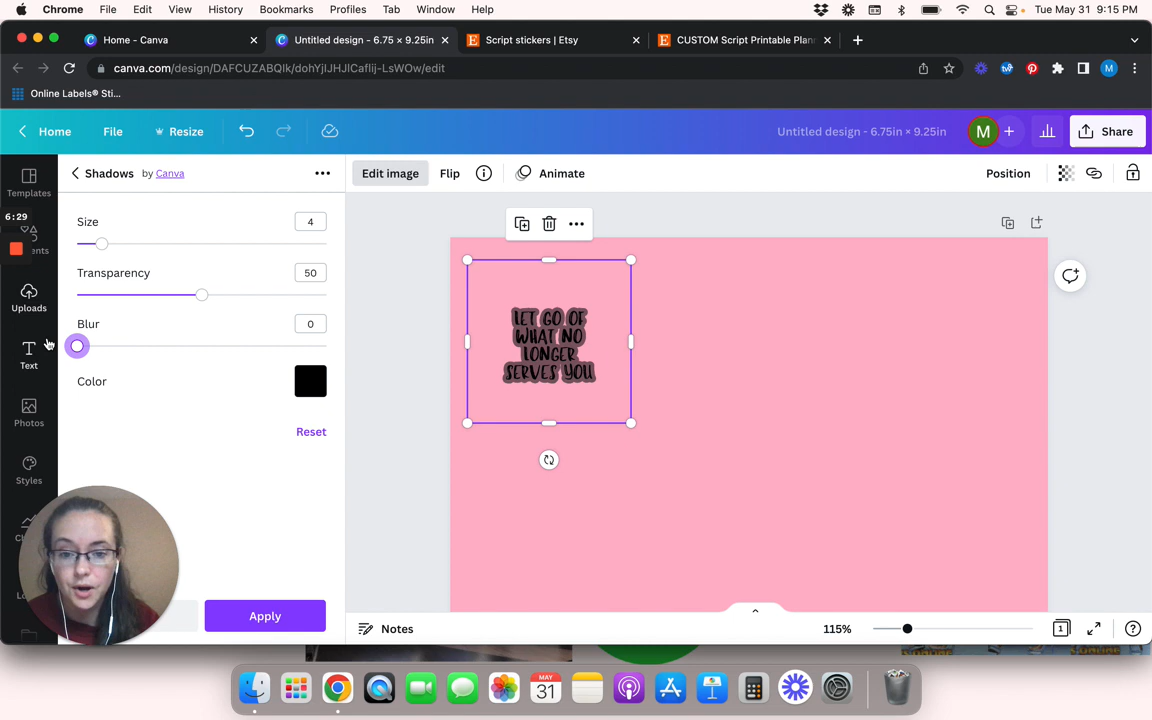 Chrome File Edit View History Bookmarks Profiles Tab Window Help Tue May 31 9:15 PM
Home - Canva Untitled design - 6.75 × 9.25in Script stickers | Etsy CUSTOM Script Printable Plan
canva.com/design/DAFCUZABQIk/dohYjIJHJICaflij-LsWOw/edit M
Online Labels® Sti...
Home File Resize Untitled design - 6.75in × 9.25in M Share
Templates Shadows by Canva Edit image Flip Animate Position
6:29 Size 4
ents
Transparency 50
Uploads
Blur 0
Text
Color
Photos
Reset
Styles
LET GO OF
WHAT NO
LONGER
SERVES YOU
Apply
Notes 115% 1
MAY
31